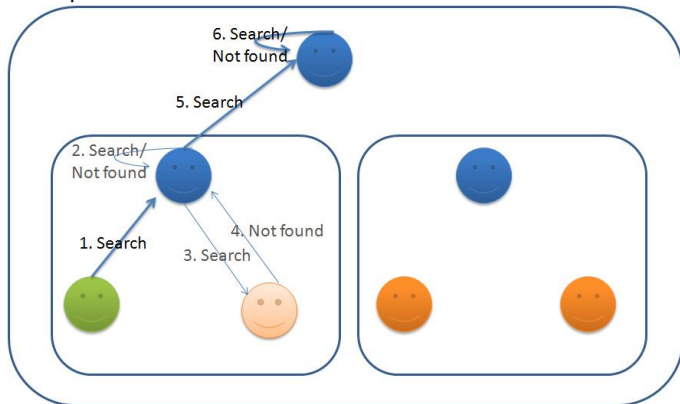 6. Search/
Not found
5. Search
2. Search/
Not found
4. Not found
1. Search
3. Search